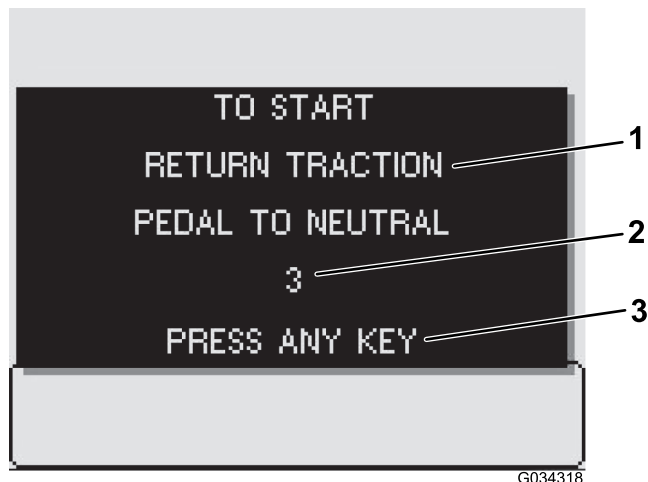 TO START
RETURN TRACTION
PEDAL TO NEUTRAL
3
PRESS ANY KEY
1
2
3
G034318